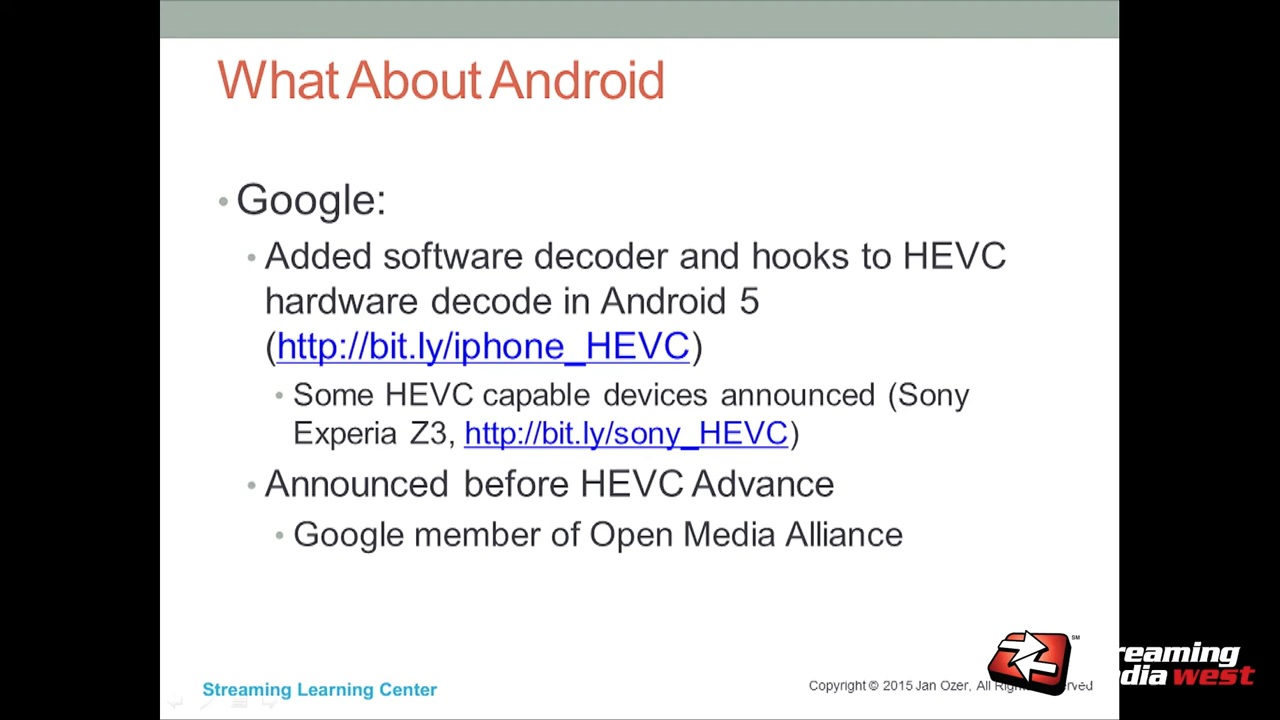 What About Android
• Google:
• Added software decoder and hooks to HEVC
hardware decode in Android 5
(http://bit.ly/iphone_HEVC)
• Some HEVC capable devices announced (Sony
Experia Z3, http://bit.ly/sony_HEVC)
• Announced before HEVC Advance
• Google member of Open Media Alliance
Streaming Learning Center
Copyright © 2015 Jan Ozer, All
SM
west